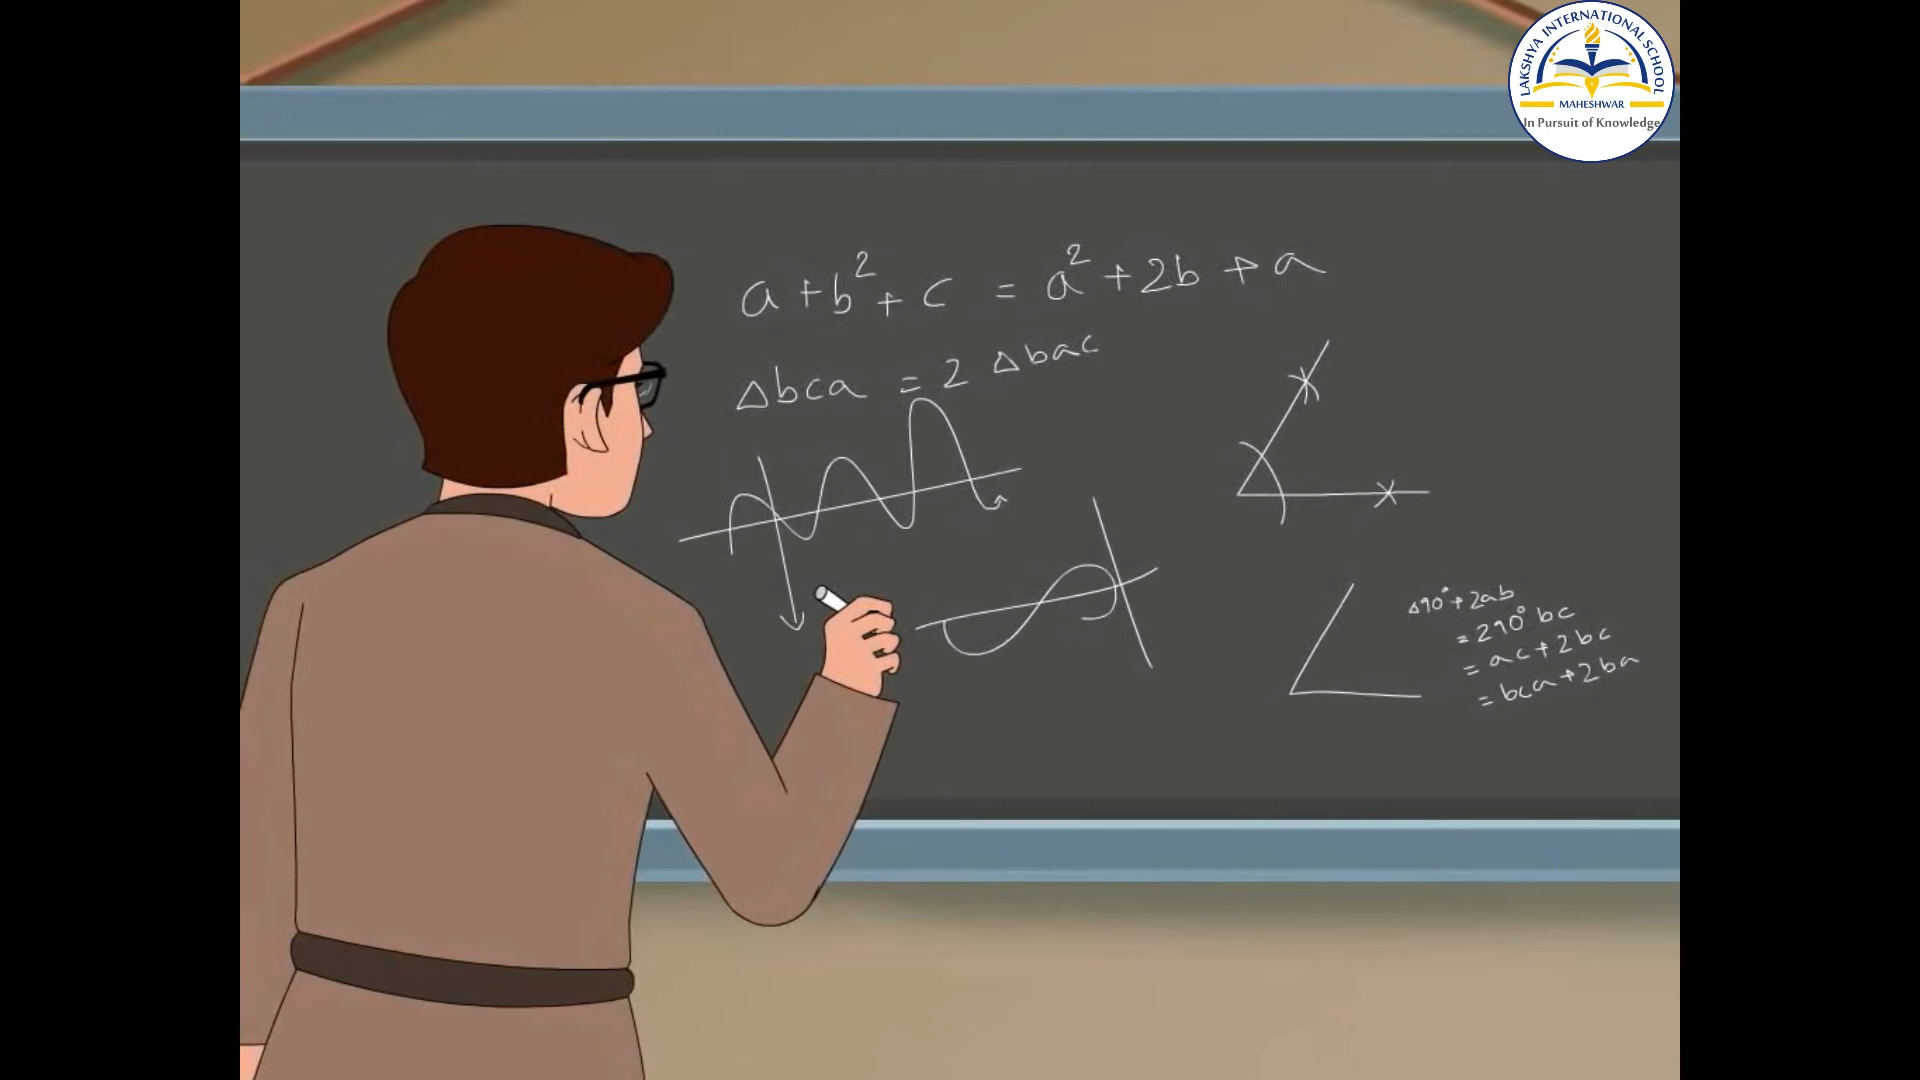 LAKSHYA INTERNATIONAL SCHOOL
MAHESHWAR
In Pursuit of Knowledge
a + b² + c = a² + 2b + a
△bca = 2 △bac
△90° + 2ab
= 290° bc
= ac + 2bc
= bca + 2ba